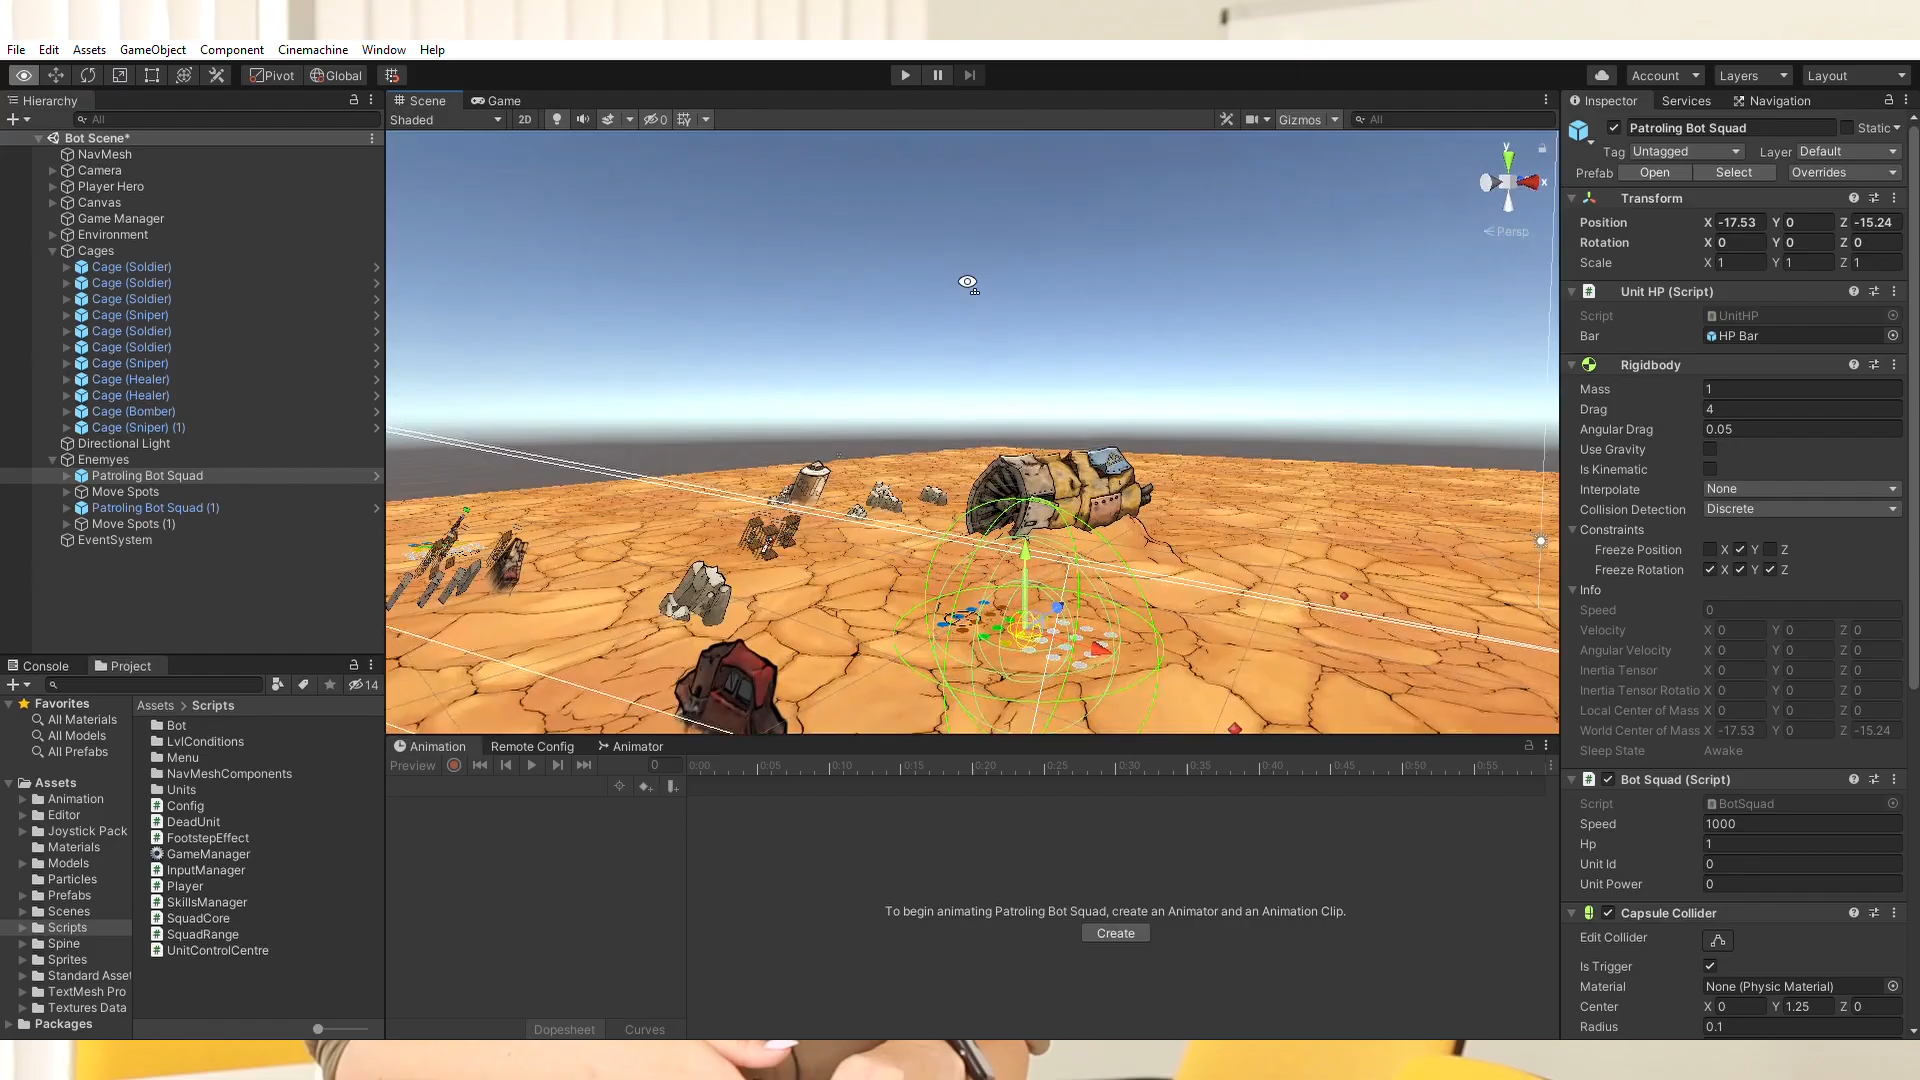 File Edit Assets GameObject Component Cinemachine Window Help
Pivot Global Account Layers Layout
Hierarchy
All
Bot Scene*
NavMesh
Camera
Player Hero
Canvas
Game Manager
Environment
Cages
Cage (Soldier)
Cage (Soldier)
Cage (Soldier)
Cage (Sniper)
Cage (Soldier)
Cage (Soldier)
Cage (Sniper)
Cage (Healer)
Cage (Healer)
Cage (Bomber)
Cage (Sniper) (1)
Directional Light
Enemyes
Patroling Bot Squad
Move Spots
Patroling Bot Squad (1)
Move Spots (1)
EventSystem
Scene Game
Shaded 2D 0 Gizmos All
y
x
Persp
Console Project
14
Favorites
All Materials
All Models
All Prefabs
Assets
Animation
Editor
Joystick Pack
Materials
Models
Particles
Prefabs
Scenes
Scripts
Spine
Sprites
Standard Asset
TextMesh Pro
Textures Data
Packages
Assets > Scripts
Bot
LvlConditions
Menu
NavMeshComponents
Units
Config
DeadUnit
FootstepEffect
GameManager
InputManager
Player
SkillsManager
SquadCore
SquadRange
UnitControlCentre
Animation Remote Config Animator
Preview 0 0:00 0:05 0:10 0:15 0:20 0:25 0:30 0:35 0:40 0:45 0:50 0:55
To begin animating Patroling Bot Squad, create an Animator and an Animation Clip.
Create
Dopesheet Curves
Inspector Services Navigation
Patroling Bot Squad Static
Tag Untagged Layer Default
Prefab Open Select Overrides
Transform
Position X -17.53 Y 0 Z -15.24
Rotation X 0 Y 0 Z 0
Scale X 1 Y 1 Z 1
Unit HP (Script)
Script UnitHP
Bar HP Bar
Rigidbody
Mass 1
Drag 4
Angular Drag 0.05
Use Gravity
Is Kinematic
Interpolate None
Collision Detection Discrete
Constraints
Freeze Position X Y Z
Freeze Rotation X Y Z
Info
Speed 0
Velocity X 0 Y 0 Z 0
Angular Velocity X 0 Y 0 Z 0
Inertia Tensor X 0 Y 0 Z 0
Inertia Tensor Rotatio X 0 Y 0 Z 0
Local Center of Mass X 0 Y 0 Z 0
World Center of Mass X -17.53 Y 0 Z -15.24
Sleep State Awake
Bot Squad (Script)
Script BotSquad
Speed 1000
Hp 1
Unit Id 0
Unit Power 0
Capsule Collider
Edit Collider
Is Trigger
Material None (Physic Material)
Center X 0 Y 1.25 Z 0
Radius 0.1